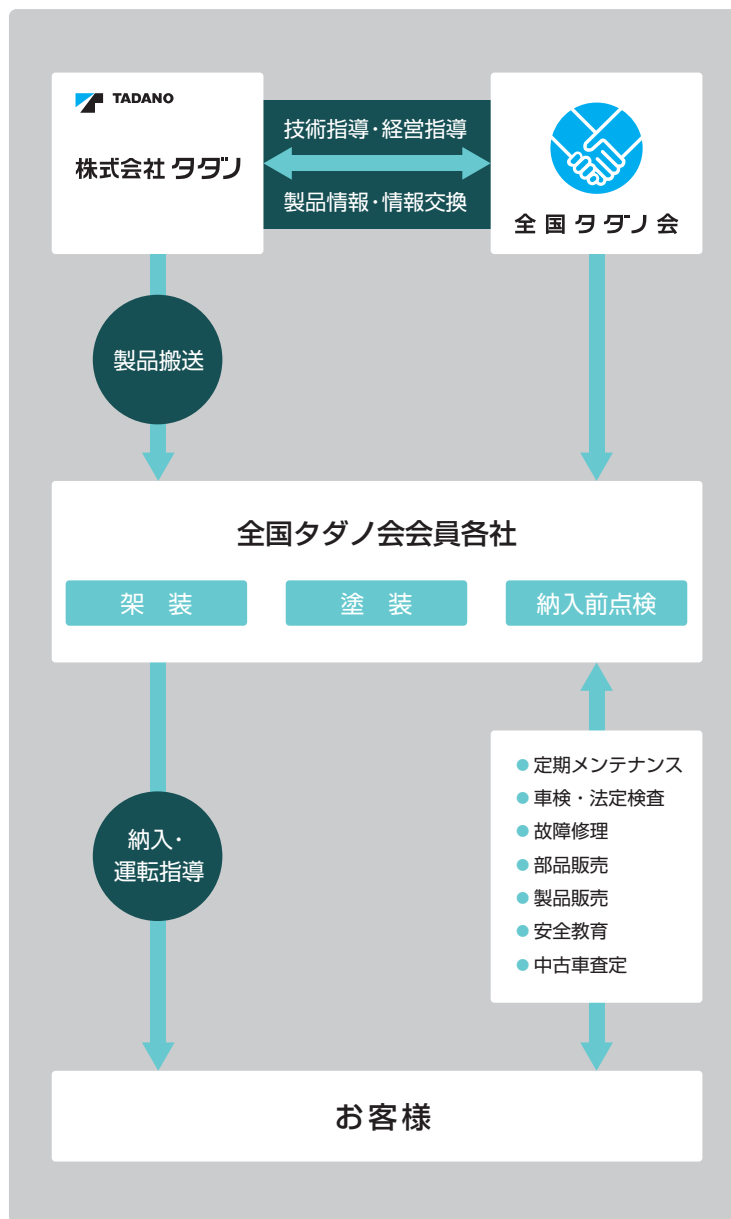 TADANO
株式会社 タダノ
技術指導・経営指導
製品情報・情報交換
全国タダノ会
製品搬送
全国タダノ会会員各社
架 装
塗 装
納入前点検
納入・
運転指導
● 定期メンテナンス
● 車検・法定検査
● 故障修理
● 部品販売
● 製品販売
● 安全教育
● 中古車査定
お客様